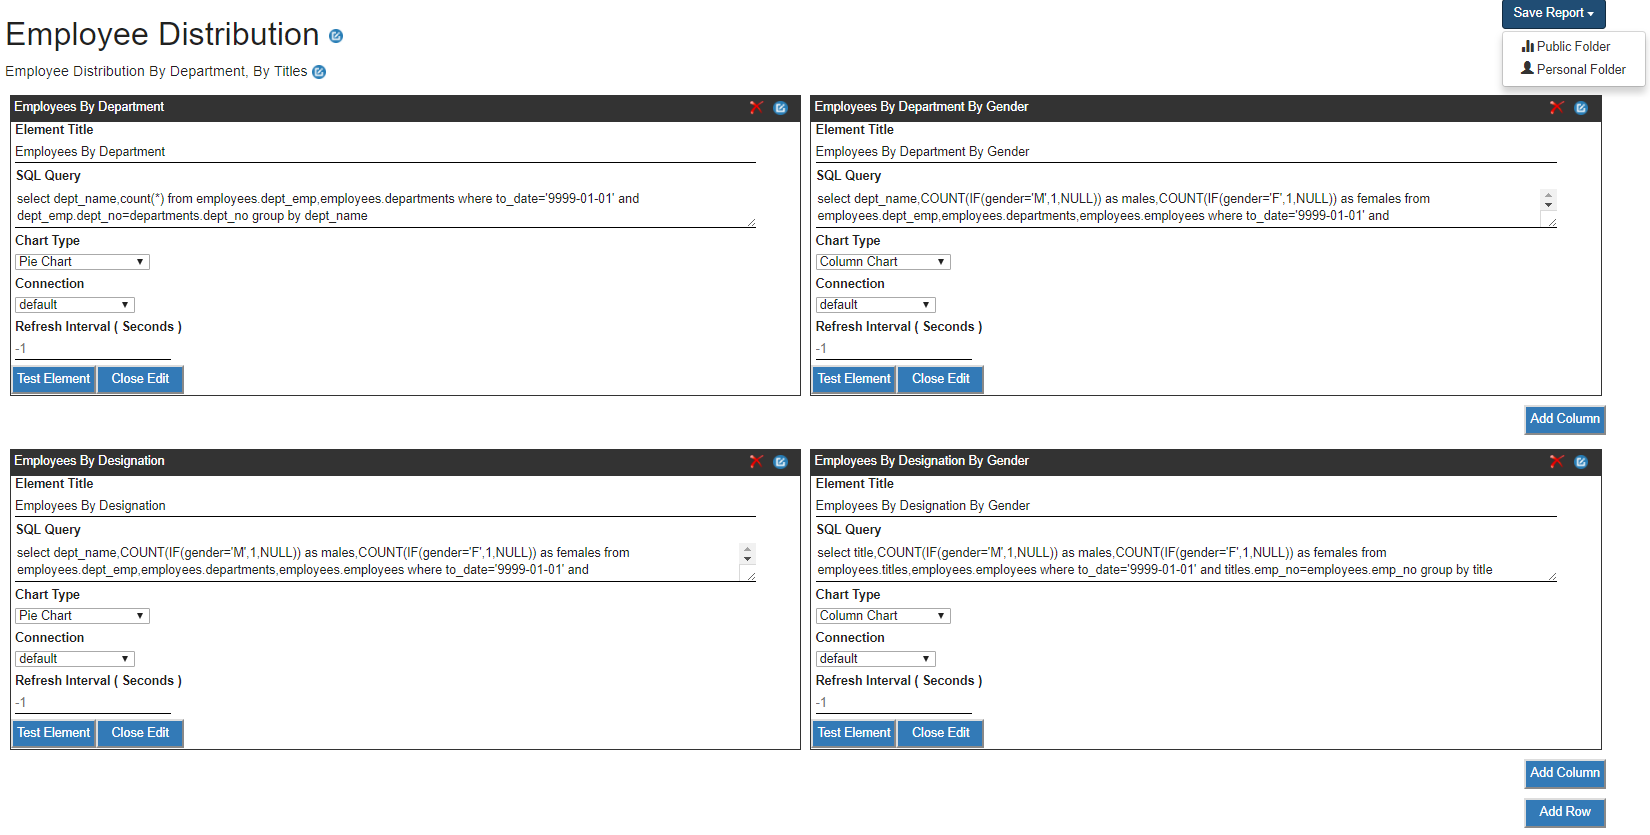 Save Report
Public Folder
Personal Folder
Employee Distribution
Employee Distribution By Department, By Titles
Employees By Department
Element Title
Employees By Department
SQL Query
select dept_name,count(*) from employees.dept_emp,employees.departments where to_date='9999-01-01' and
dept_emp.dept_no=departments.dept_no group by dept_name
Chart Type
Pie Chart
Connection
default
Refresh Interval ( Seconds )
-1
Test Element
Close Edit
Employees By Department By Gender
Element Title
Employees By Department By Gender
SQL Query
select dept_name,COUNT(IF(gender='M',1,NULL)) as males,COUNT(IF(gender='F',1,NULL)) as females from
employees.dept_emp,employees.departments,employees.employees where to_date='9999-01-01' and
Chart Type
Column Chart
Connection
default
Refresh Interval ( Seconds )
-1
Test Element
Close Edit
Add Column
Employees By Designation
Element Title
Employees By Designation
SQL Query
select dept_name,COUNT(IF(gender='M',1,NULL)) as males,COUNT(IF(gender='F',1,NULL)) as females from
employees.dept_emp,employees.departments,employees.employees where to_date='9999-01-01' and
Chart Type
Pie Chart
Connection
default
Refresh Interval ( Seconds )
-1
Test Element
Close Edit
Employees By Designation By Gender
Element Title
Employees By Designation By Gender
SQL Query
select title,COUNT(IF(gender='M',1,NULL)) as males,COUNT(IF(gender='F',1,NULL)) as females from
employees.titles,employees.employees where to_date='9999-01-01' and titles.emp_no=employees.emp_no group by title
Chart Type
Column Chart
Connection
default
Refresh Interval ( Seconds )
-1
Test Element
Close Edit
Add Column
Add Row